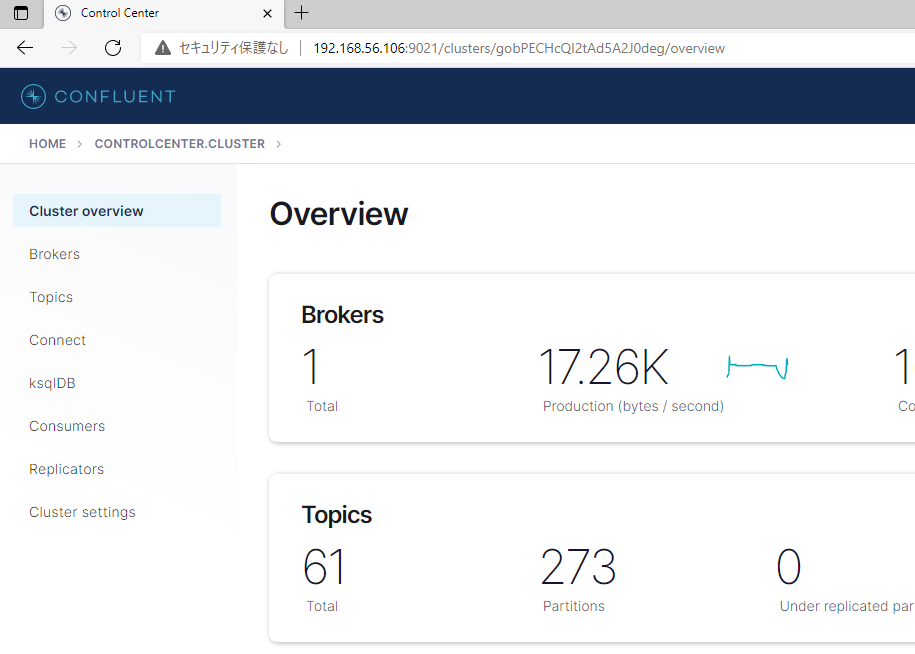 Control Center
セキュリティ保護なし 192.168.56.106:9021/clusters/gobPECHcQI2tAd5A2J0deg/overview
CONFLUENT
HOME > CONTROLCENTER.CLUSTER >
Cluster overview
Brokers
Topics
Connect
ksqlDB
Consumers
Replicators
Cluster settings
Overview
Brokers
1 17.26K 1
Total Production (bytes / second) Co
Topics
61 273 0
Total Partitions Under replicated par